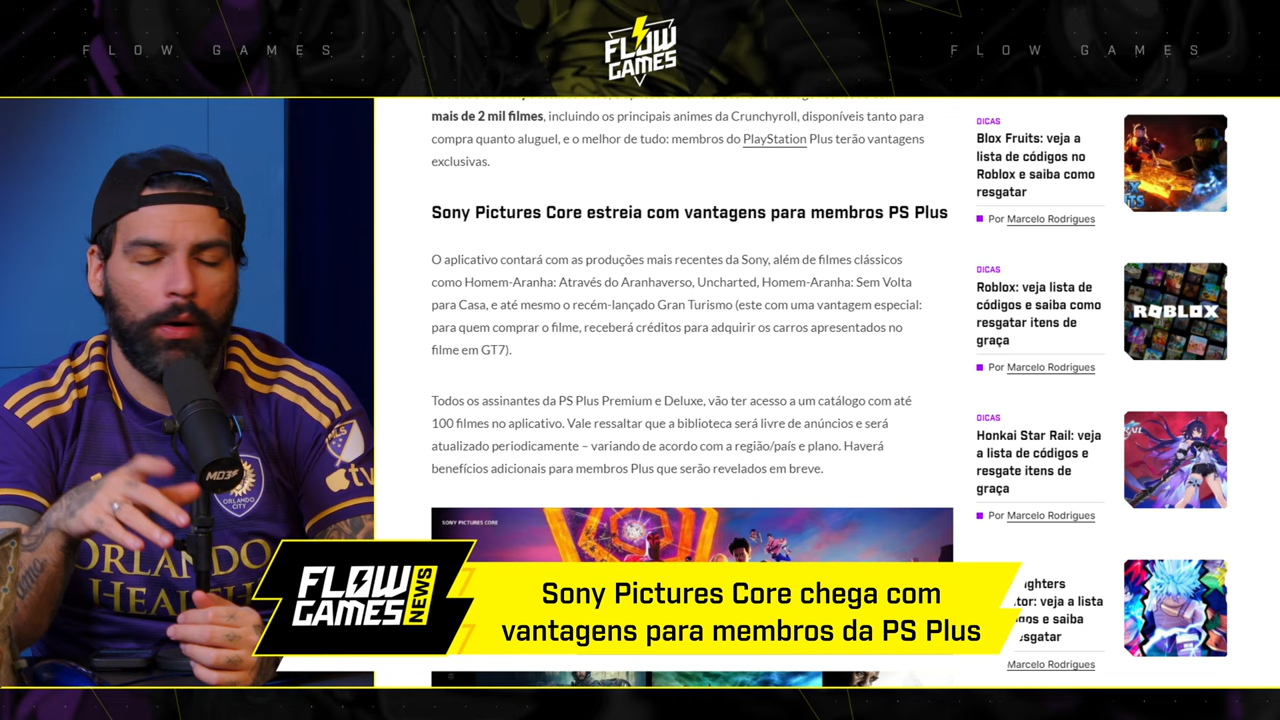 FLOW GAMES
FLOW
GAMES
FLOW GAMES
mais de 2 mil filmes, incluindo os principais animes da Crunchyroll, disponíveis tanto para
compra quanto aluguel, e o melhor de tudo: membros do PlayStation Plus terão vantagens
exclusivas.
Sony Pictures Core estreia com vantagens para membros PS Plus
O aplicativo contará com as produções mais recentes da Sony, além de filmes clássicos
como Homem-Aranha: Através do Aranhaverso, Uncharted, Homem-Aranha: Sem Volta
para Casa, e até mesmo o recém-lançado Gran Turismo (este com uma vantagem especial:
para quem comprar o filme, receberá créditos para adquirir os carros apresentados no
filme em GT7).
Todos os assinantes da PS Plus Premium e Deluxe, vão ter acesso a um catálogo com até
100 filmes no aplicativo. Vale ressaltar que a biblioteca será livre de anúncios e será
atualizado periodicamente – variando de acordo com a região/país e plano. Haverá
benefícios adicionais para membros Plus que serão revelados em breve.
SONY PICTURES CORE
DICAS
Blox Fruits: veja a
lista de códigos no
Roblox e saiba como
resgatar
Por Marcelo Rodrigues
DICAS
Roblox: veja lista de
códigos e saiba como
resgatar itens de
graça
Por Marcelo Rodrigues
ROBLOX
DICAS
Honkai Star Rail: veja
a lista de códigos e
resgate itens de
graça
Por Marcelo Rodrigues
ighters
tor: veja a lista
gos e saiba
esgatar
Marcelo Rodrigues
MLS
tv
MD3
ORLANDO
CITY
ORLANDO
HEALTH
FLOW
GAMES
NEWS
Sony Pictures Core chega com
vantagens para membros da PS Plus